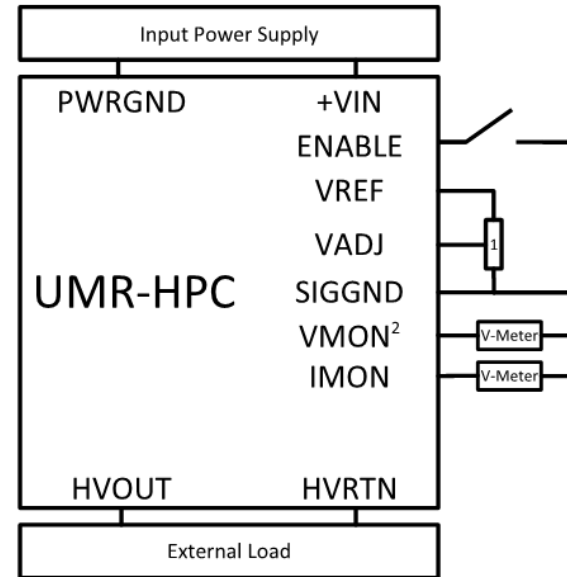 Input Power Supply
PWRGND +VIN
ENABLE
VREF
VADJ
1
UMR-HPC
SIGGND
VMON²
V-Meter
IMON
V-Meter
HVOUT HVRTN
External Load